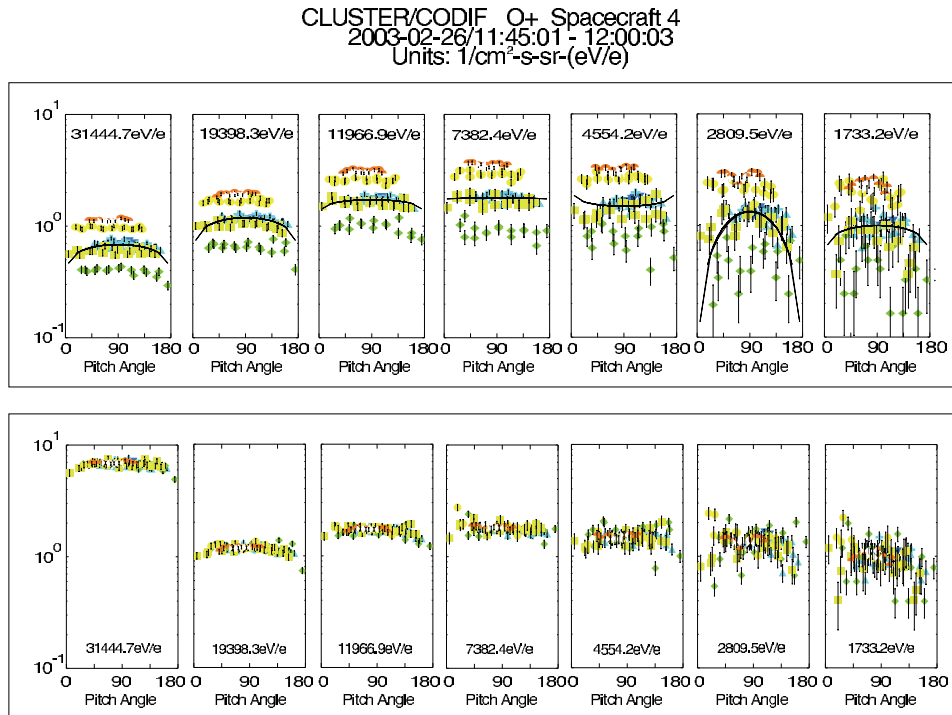 CLUSTER/CODIF O+ Spacecraft 4
2003-02-26/11:45:01 - 12:00:03
Units: 1/cm²-s-sr-(eV/e)
10¹
10⁰
10⁻¹
31444.7eV/e 19398.3eV/e 11966.9eV/e 7382.4eV/e 4554.2eV/e 2809.5eV/e 1733.2eV/e
0 90 180 0 90 180 0 90 180 0 90 180 0 90 180 0 90 180 0 90 180
Pitch Angle Pitch Angle Pitch Angle Pitch Angle Pitch Angle Pitch Angle Pitch Angle
10¹
10⁰
10⁻¹
31444.7eV/e 19398.3eV/e 11966.9eV/e 7382.4eV/e 4554.2eV/e 2809.5eV/e 1733.2eV/e
0 90 180 0 90 180 0 90 180 0 90 180 0 90 180 0 90 180 0 90 180
Pitch Angle Pitch Angle Pitch Angle Pitch Angle Pitch Angle Pitch Angle Pitch Angle